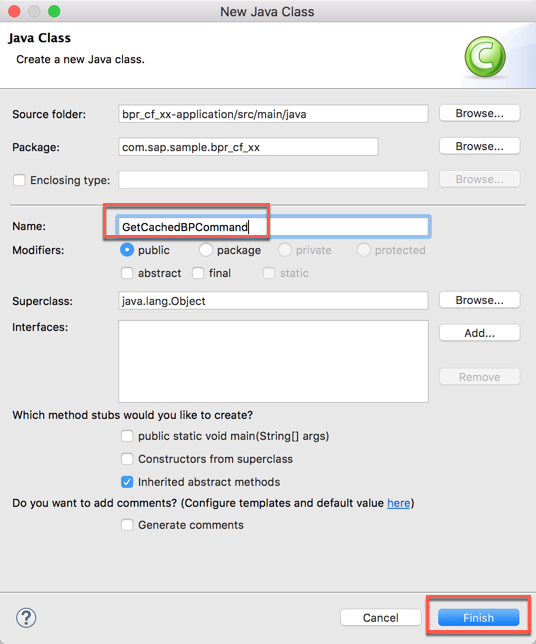 New Java Class
Java Class
Create a new Java class.
C
Source folder: bpr_cf_xx-application/src/main/java Browse...
Package: com.sap.sample.bpr_cf_xx Browse...
Enclosing type: Browse...
Name: GetCachedBPCommand
Modifiers: public package private protected
abstract final static
Superclass: java.lang.Object Browse...
Interfaces: Add...
Remove
Which method stubs would you like to create?
public static void main(String[] args)
Constructors from superclass
Inherited abstract methods
Do you want to add comments? (Configure templates and default value here)
Generate comments
? Cancel Finish